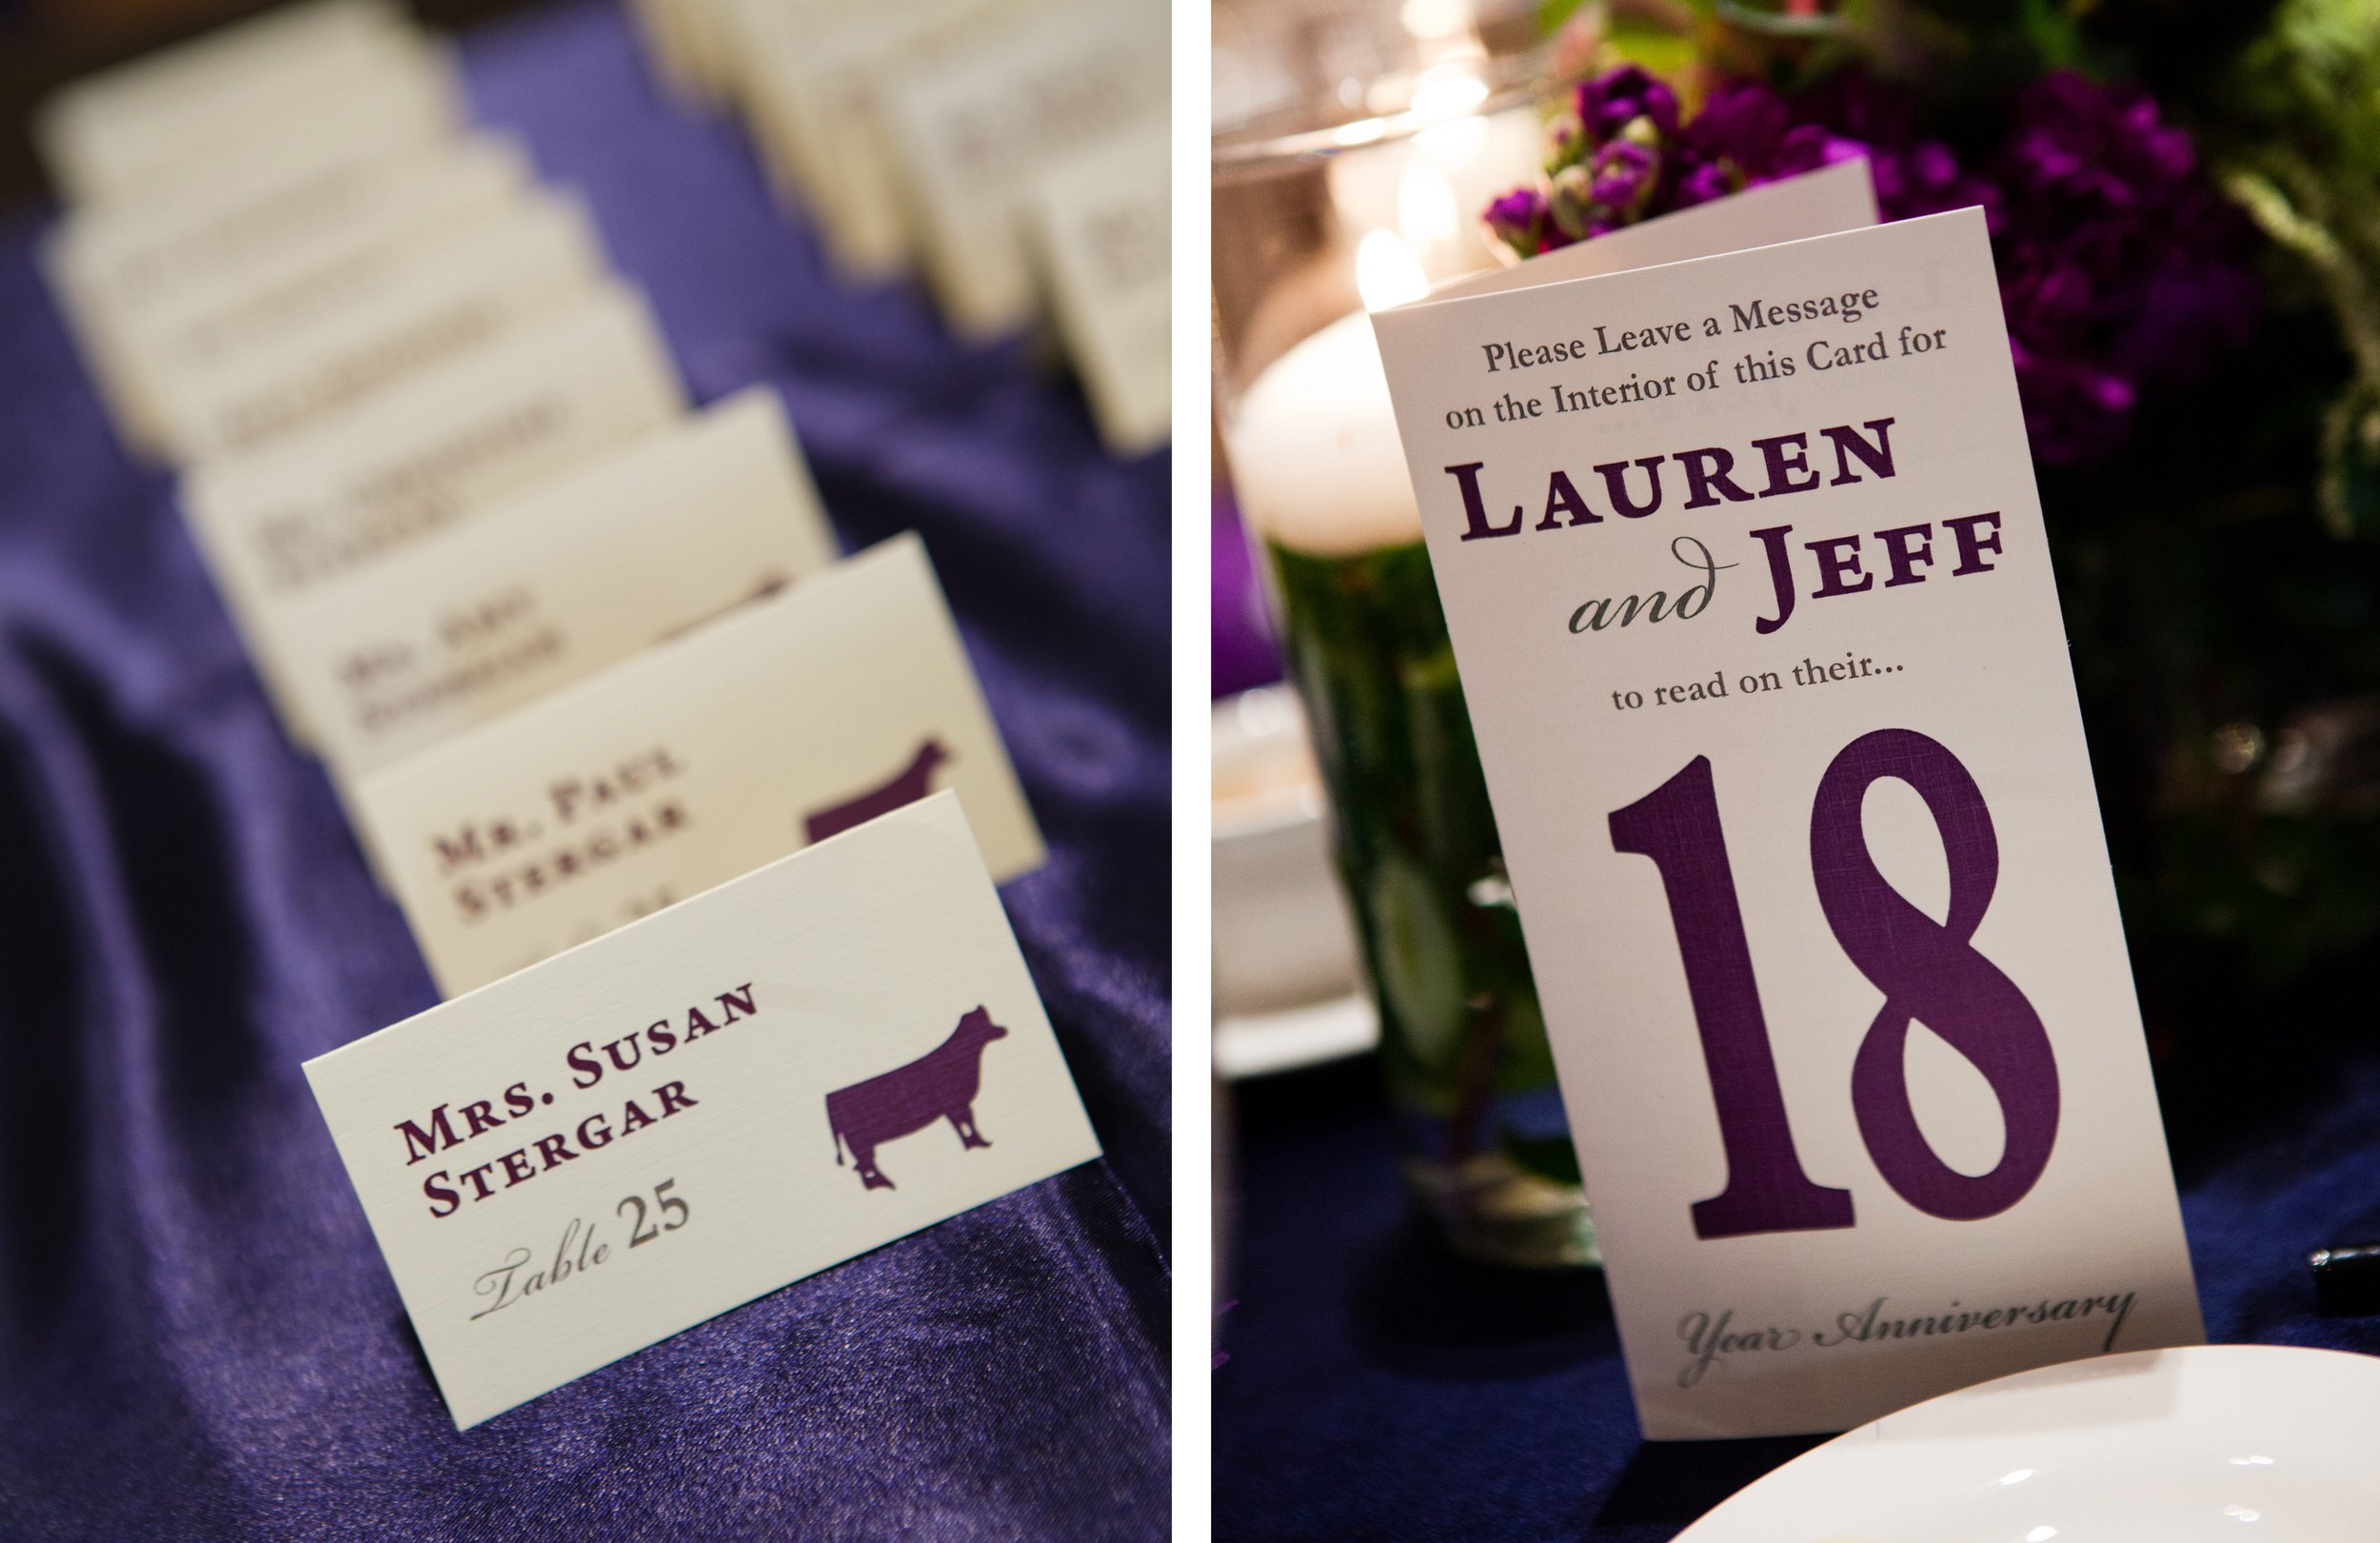 Mr. Paul
Stergar
Mrs. Susan
Stergar
Table 25
Please Leave a Message
on the Interior of this Card for
Lauren
and Jeff
to read on their...
18
Year Anniversary